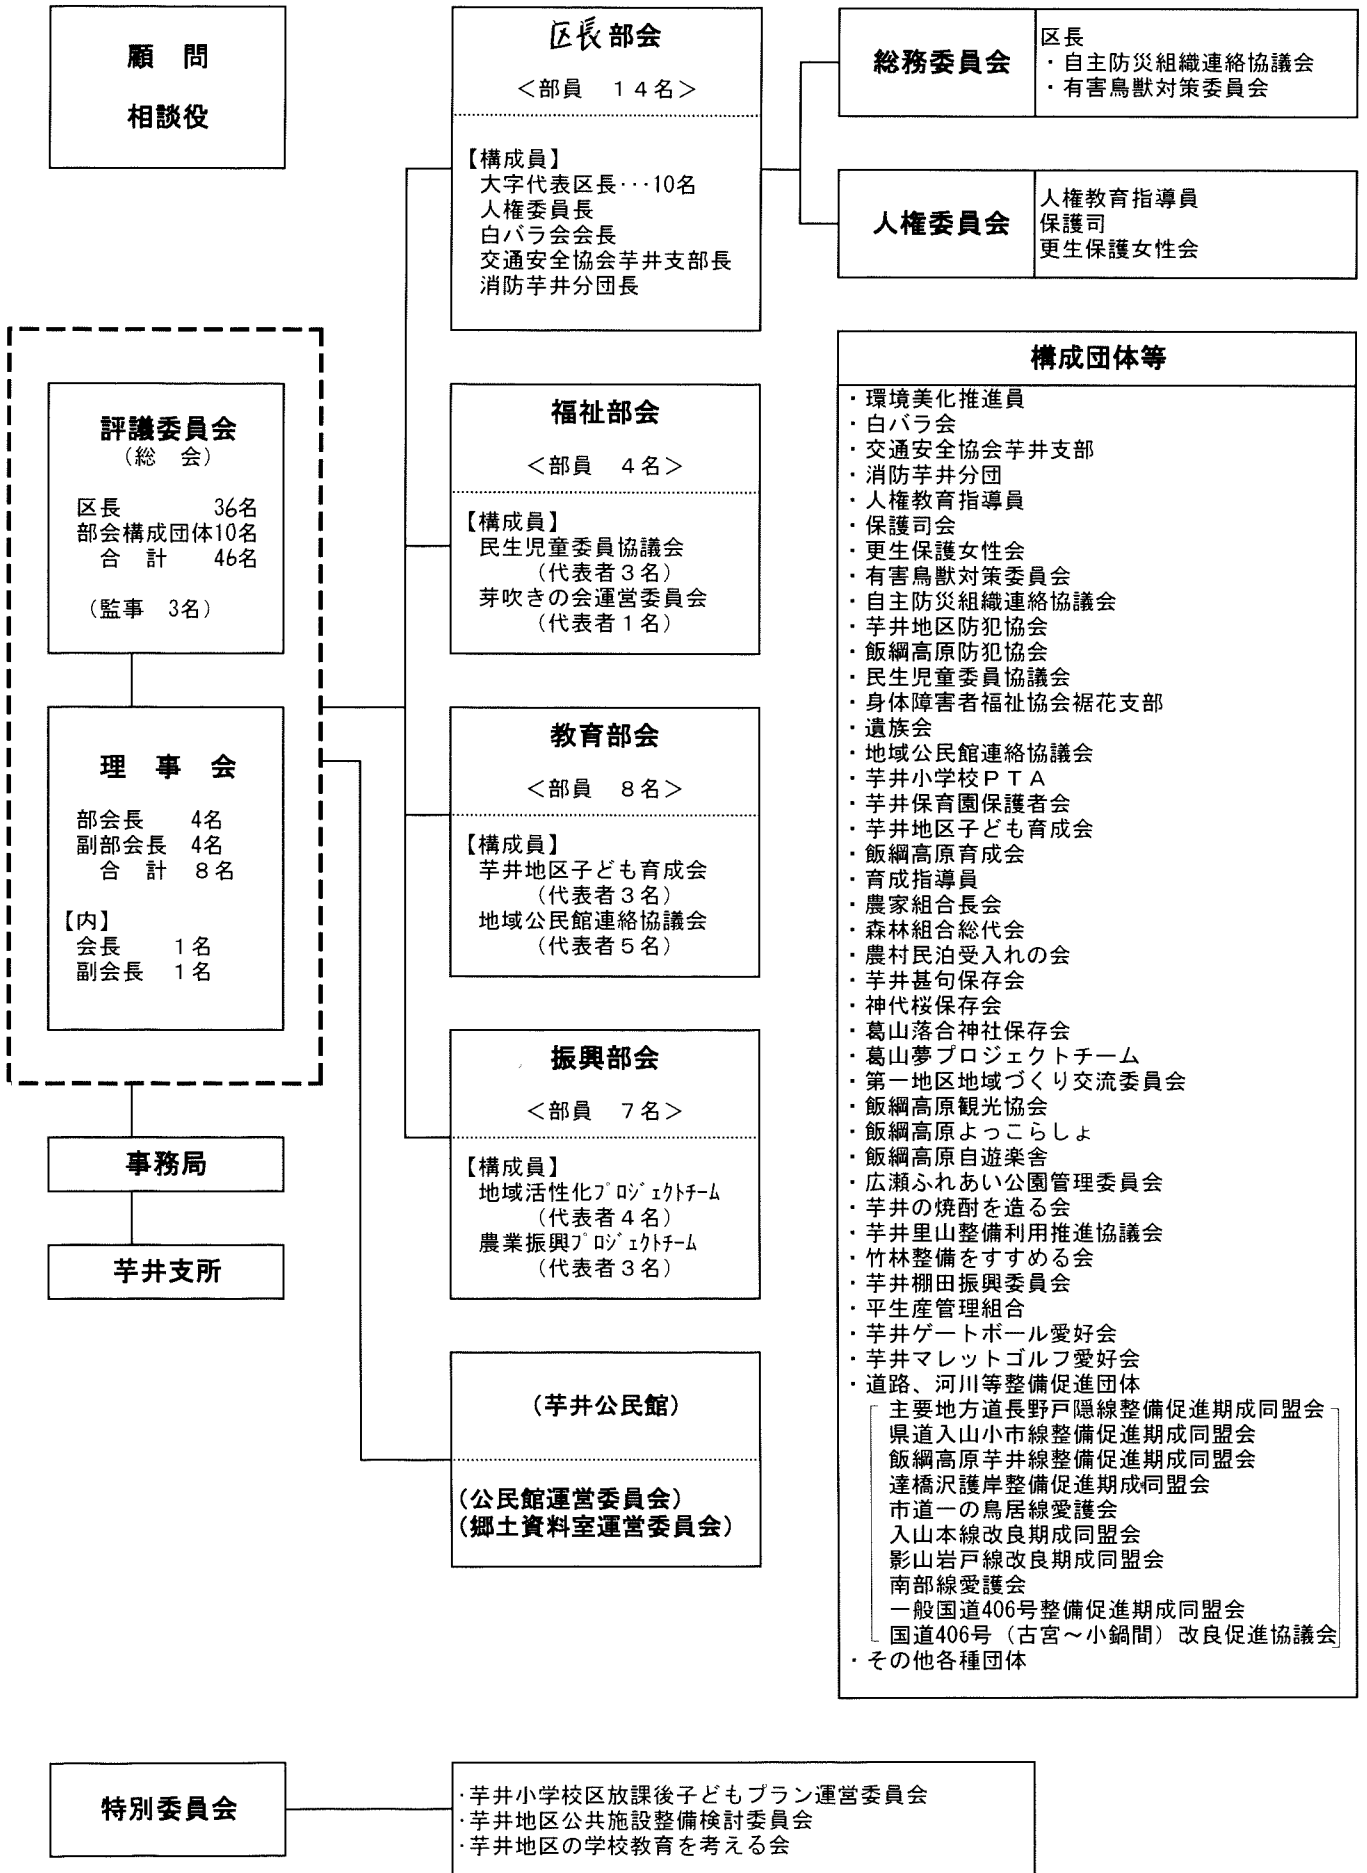 顧　問
相談役
区長部会
＜部員　１４名＞
【構成員】
大字代表区長･･･10名
人権委員長
白バラ会会長
交通安全協会芋井支部長
消防芋井分団長
総務委員会
区長
・自主防災組織連絡協議会
・有害鳥獣対策委員会
人権委員会
人権教育指導員
保護司
更生保護女性会
評議委員会
（総　会）
区長　36名
部会構成団体10名
合　計　46名
（監事　3名）
理　事　会
部会長　4名
副部会長　4名
合　計　８名
【内】
会長　１名
副会長　１名
事務局
芋井支所
福祉部会
＜部員　４名＞
【構成員】
民生児童委員協議会
（代表者３名）
芽吹きの会運営委員会
（代表者１名）
教育部会
＜部員　８名＞
【構成員】
芋井地区子ども育成会
（代表者３名）
地域公民館連絡協議会
（代表者５名）
振興部会
＜部員　７名＞
【構成員】
地域活性化ﾌﾟﾛｼﾞｪｸﾄﾁｰﾑ
（代表者４名）
農業振興ﾌﾟﾛｼﾞｪｸﾄﾁｰﾑ
（代表者３名）
（芋井公民館）
（公民館運営委員会）
（郷土資料室運営委員会）
構成団体等
・環境美化推進員
・白バラ会
・交通安全協会芋井支部
・消防芋井分団
・人権教育指導員
・保護司会
・更生保護女性会
・有害鳥獣対策委員会
・自主防災組織連絡協議会
・芋井地区防犯協会
・飯綱高原防犯協会
・民生児童委員協議会
・身体障害者福祉協会裾花支部
・遺族会
・地域公民館連絡協議会
・芋井小学校ＰＴＡ
・芋井保育園保護者会
・芋井地区子ども育成会
・飯綱高原育成会
・育成指導員
・農家組合長会
・森林組合総代会
・農村民泊受入れの会
・芋井甚句保存会
・神代桜保存会
・葛山落合神社保存会
・葛山夢プロジェクトチーム
・第一地区地域づくり交流委員会
・飯綱高原観光協会
・飯綱高原よっこらしょ
・飯綱高原自遊楽舎
・広瀬ふれあい公園管理委員会
・芋井の焼酎を造る会
・芋井里山整備利用推進協議会
・竹林整備をすすめる会
・芋井棚田振興委員会
・平生産管理組合
・芋井ゲートボール愛好会
・芋井マレットゴルフ愛好会
・道路、河川等整備促進団体
主要地方道長野戸隠線整備促進期成同盟会
県道入山小市線整備促進期成同盟会
飯綱高原芋井線整備促進期成同盟会
達橋沢護岸整備促進期成同盟会
市道一の鳥居線愛護会
入山本線改良期成同盟会
影山岩戸線改良期成同盟会
南部線愛護会
一般国道406号整備促進期成同盟会
国道406号（古宮～小鍋間）改良促進協議会
・その他各種団体
特別委員会
・芋井小学校区放課後子どもプラン運営委員会
・芋井地区公共施設整備検討委員会
・芋井地区の学校教育を考える会